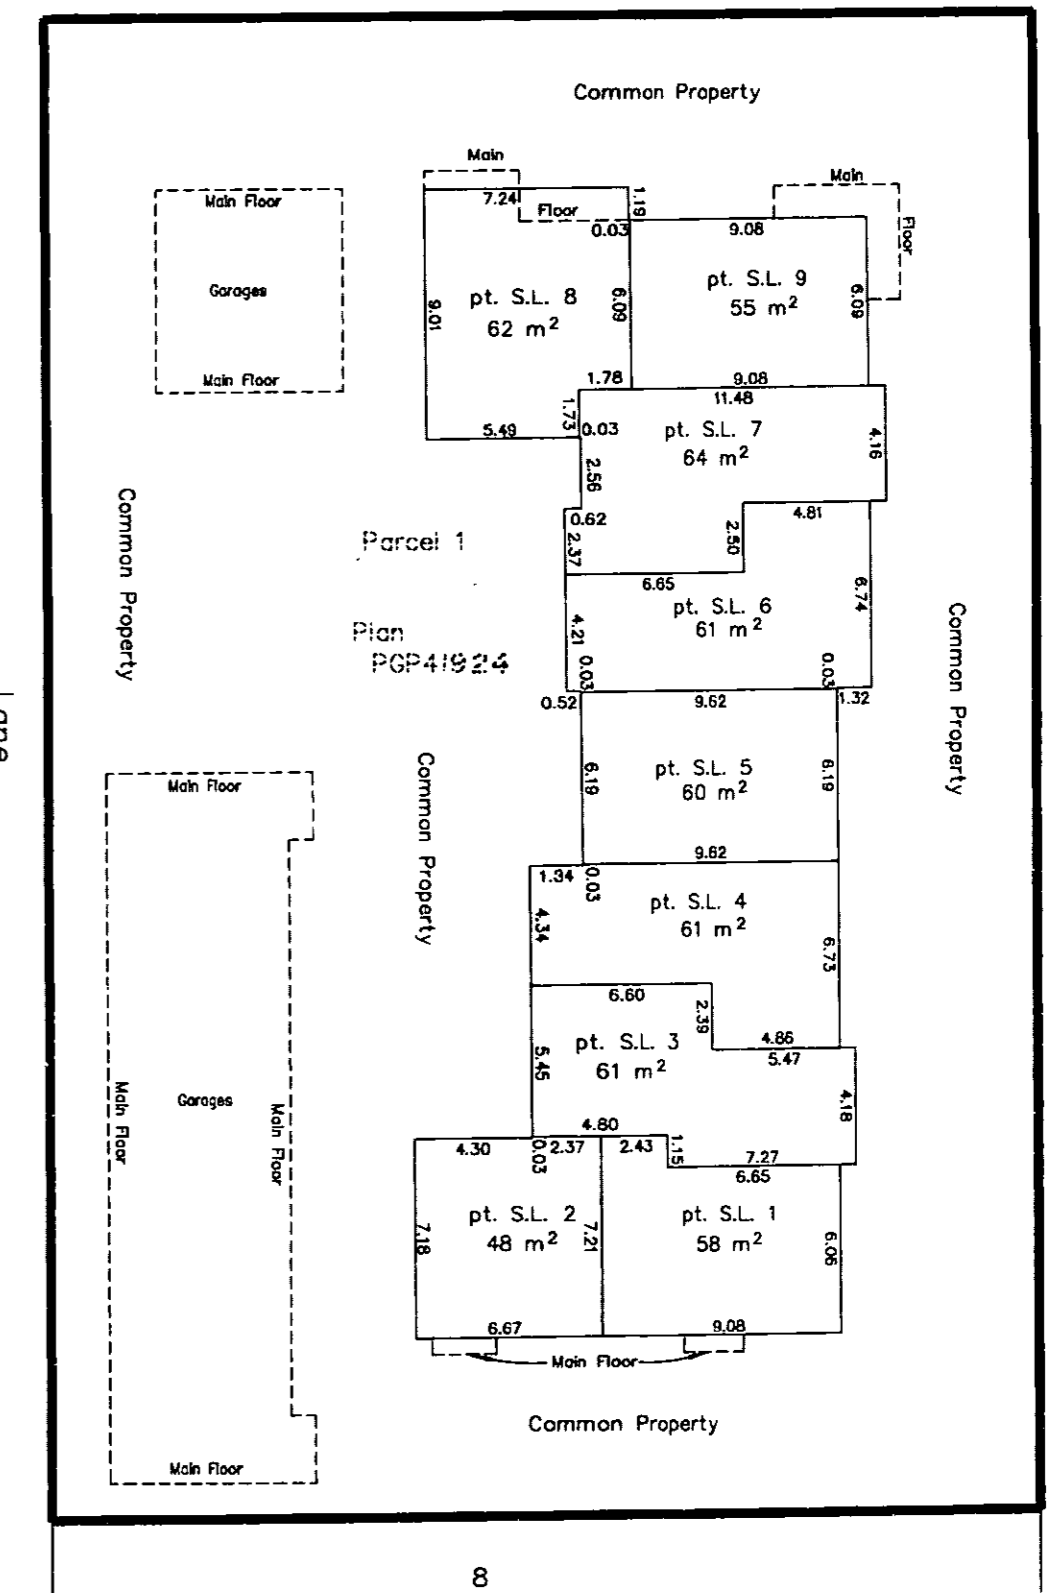 Common Property
Main
Main
Main Floor
7.24
1.19
Floor
0.03
9.08
Floor
Garages
9.01
pt. S.L. 8
62 m²
6.09
pt. S.L. 9
55 m²
6.09
Main Floor
1.78
9.08
11.48
1.73
5.49
0.03
pt. S.L. 7
64 m²
4.16
2.56
Common Property
0.62
4.81
Parcel 1
2.37
2.50
6.65
6.74
pt. S.L. 6
61 m²
Plan
PGP41924
4.21
0.03
0.03
Common Property
0.52
9.62
1.32
Lane
Main Floor
Common Property
6.19
pt. S.L. 5
60 m²
6.19
9.62
1.34
0.03
pt. S.L. 4
61 m²
4.34
6.73
6.60
2.39
4.86
5.47
pt. S.L. 3
61 m²
5.45
Main Floor
Garages
Main Floor
4.18
4.80
4.30
0.03
2.37
2.43
1.15
7.27
6.65
pt. S.L. 2
48 m²
7.18
7.21
pt. S.L. 1
58 m²
6.06
6.67
9.08
Main Floor
Common Property
Main Floor
8